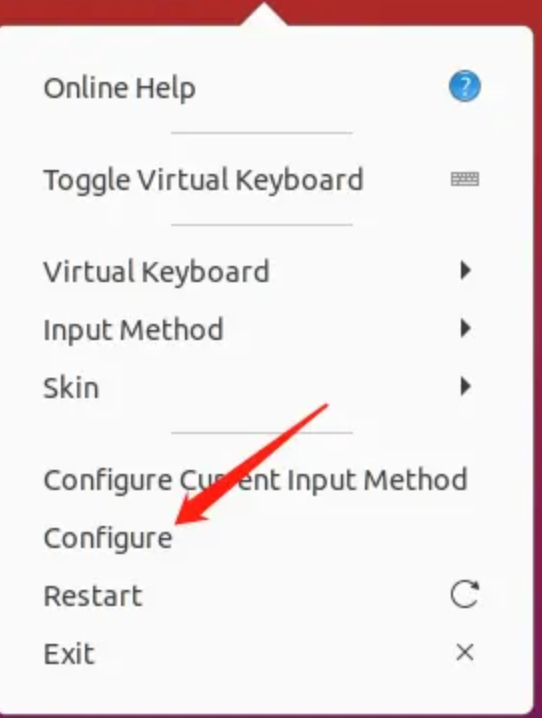 Online Help
Toggle Virtual Keyboard
Virtual Keyboard
Input Method
Skin
Configure Current Input Method
Configure
Restart
Exit